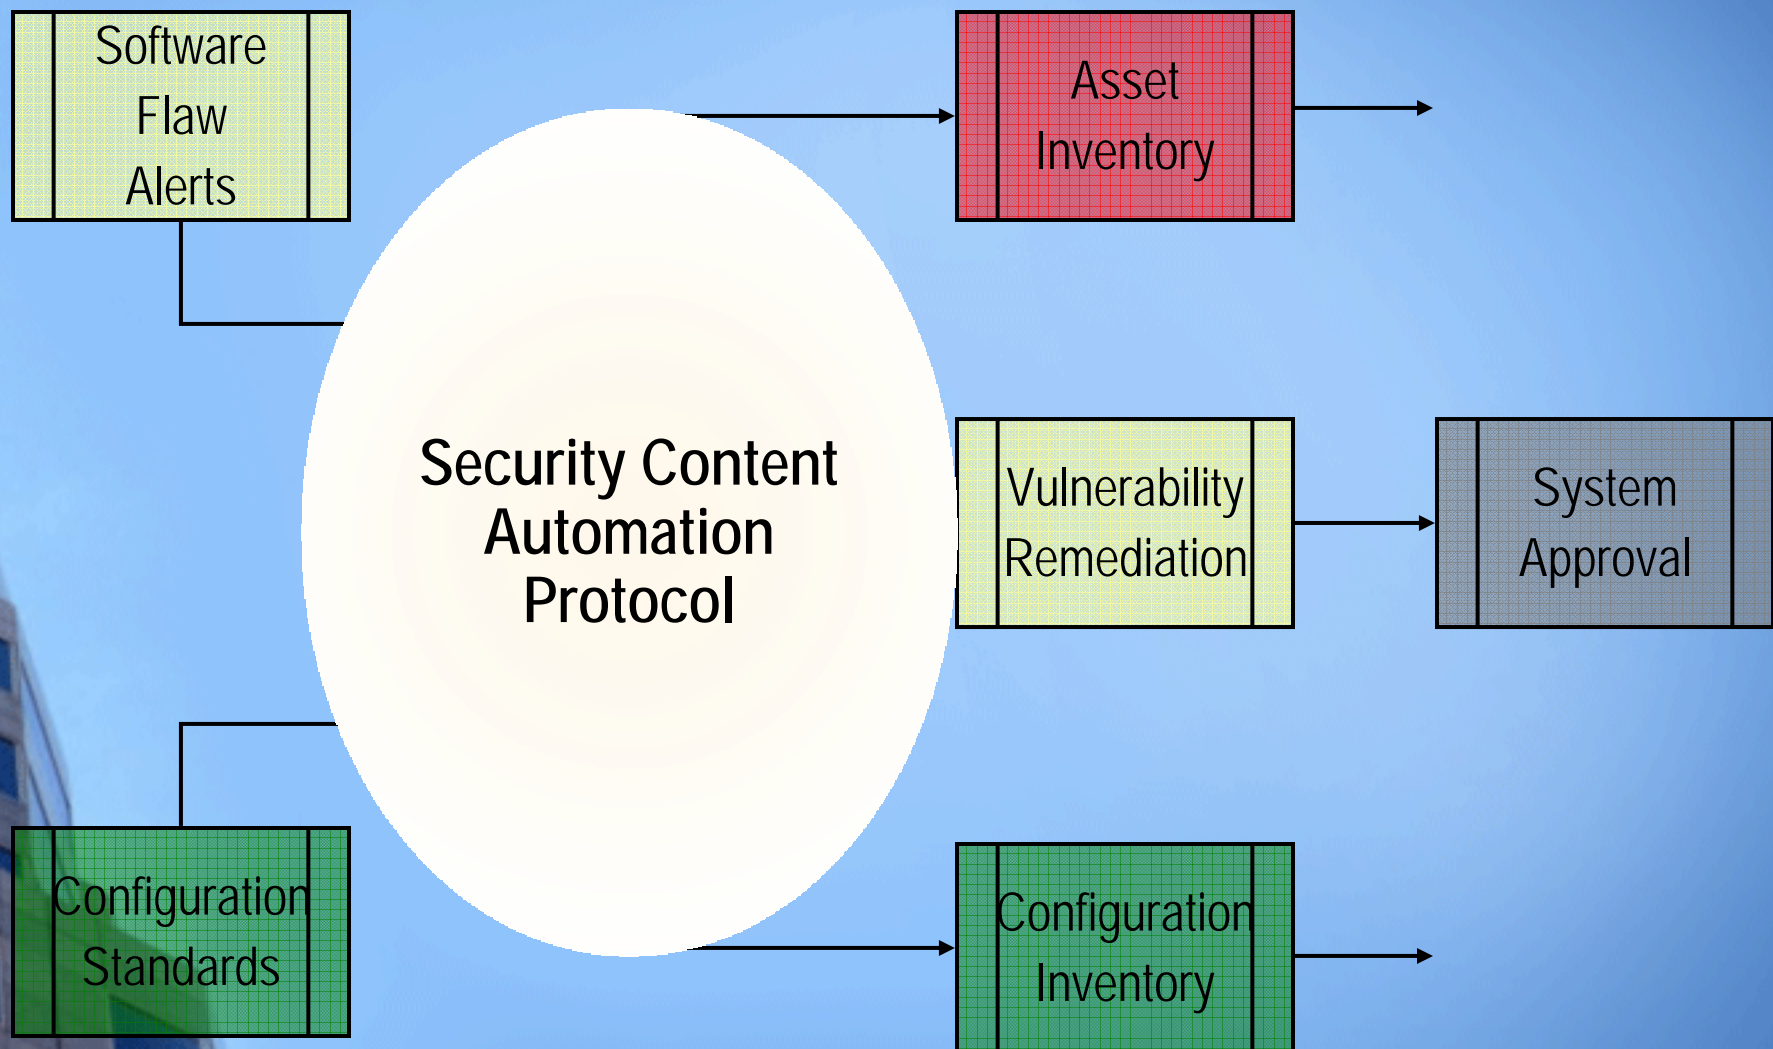 Software
Flaw
Alerts
Asset
Inventory
Security Content
Automation
Protocol
Vulnerability
Remediation
System
Approval
Configuration
Standards
Configuration
Inventory